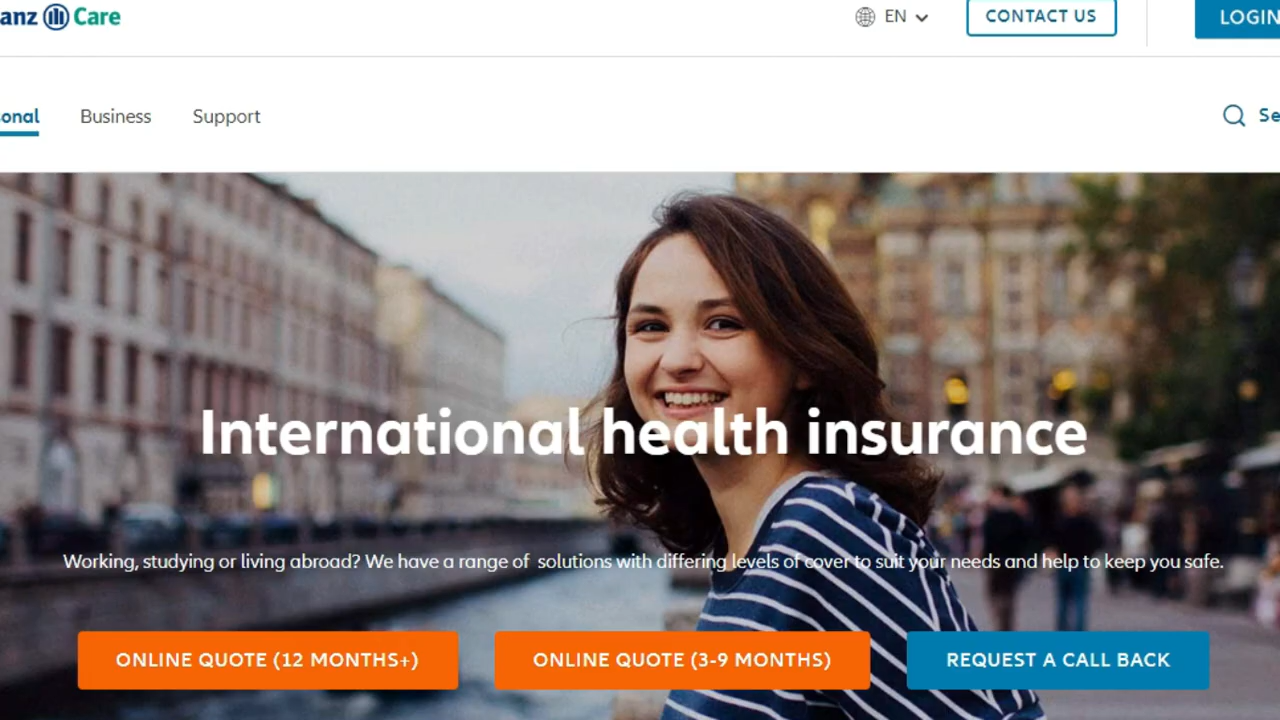 anz Care
EN
CONTACT US
LOGIN
onal
Business
Support
Se
International health insurance
Working, studying or living abroad? We have a range of solutions with differing levels of cover to suit your needs and help to keep you safe.
ONLINE QUOTE (12 MONTHS+)
ONLINE QUOTE (3-9 MONTHS)
REQUEST A CALL BACK